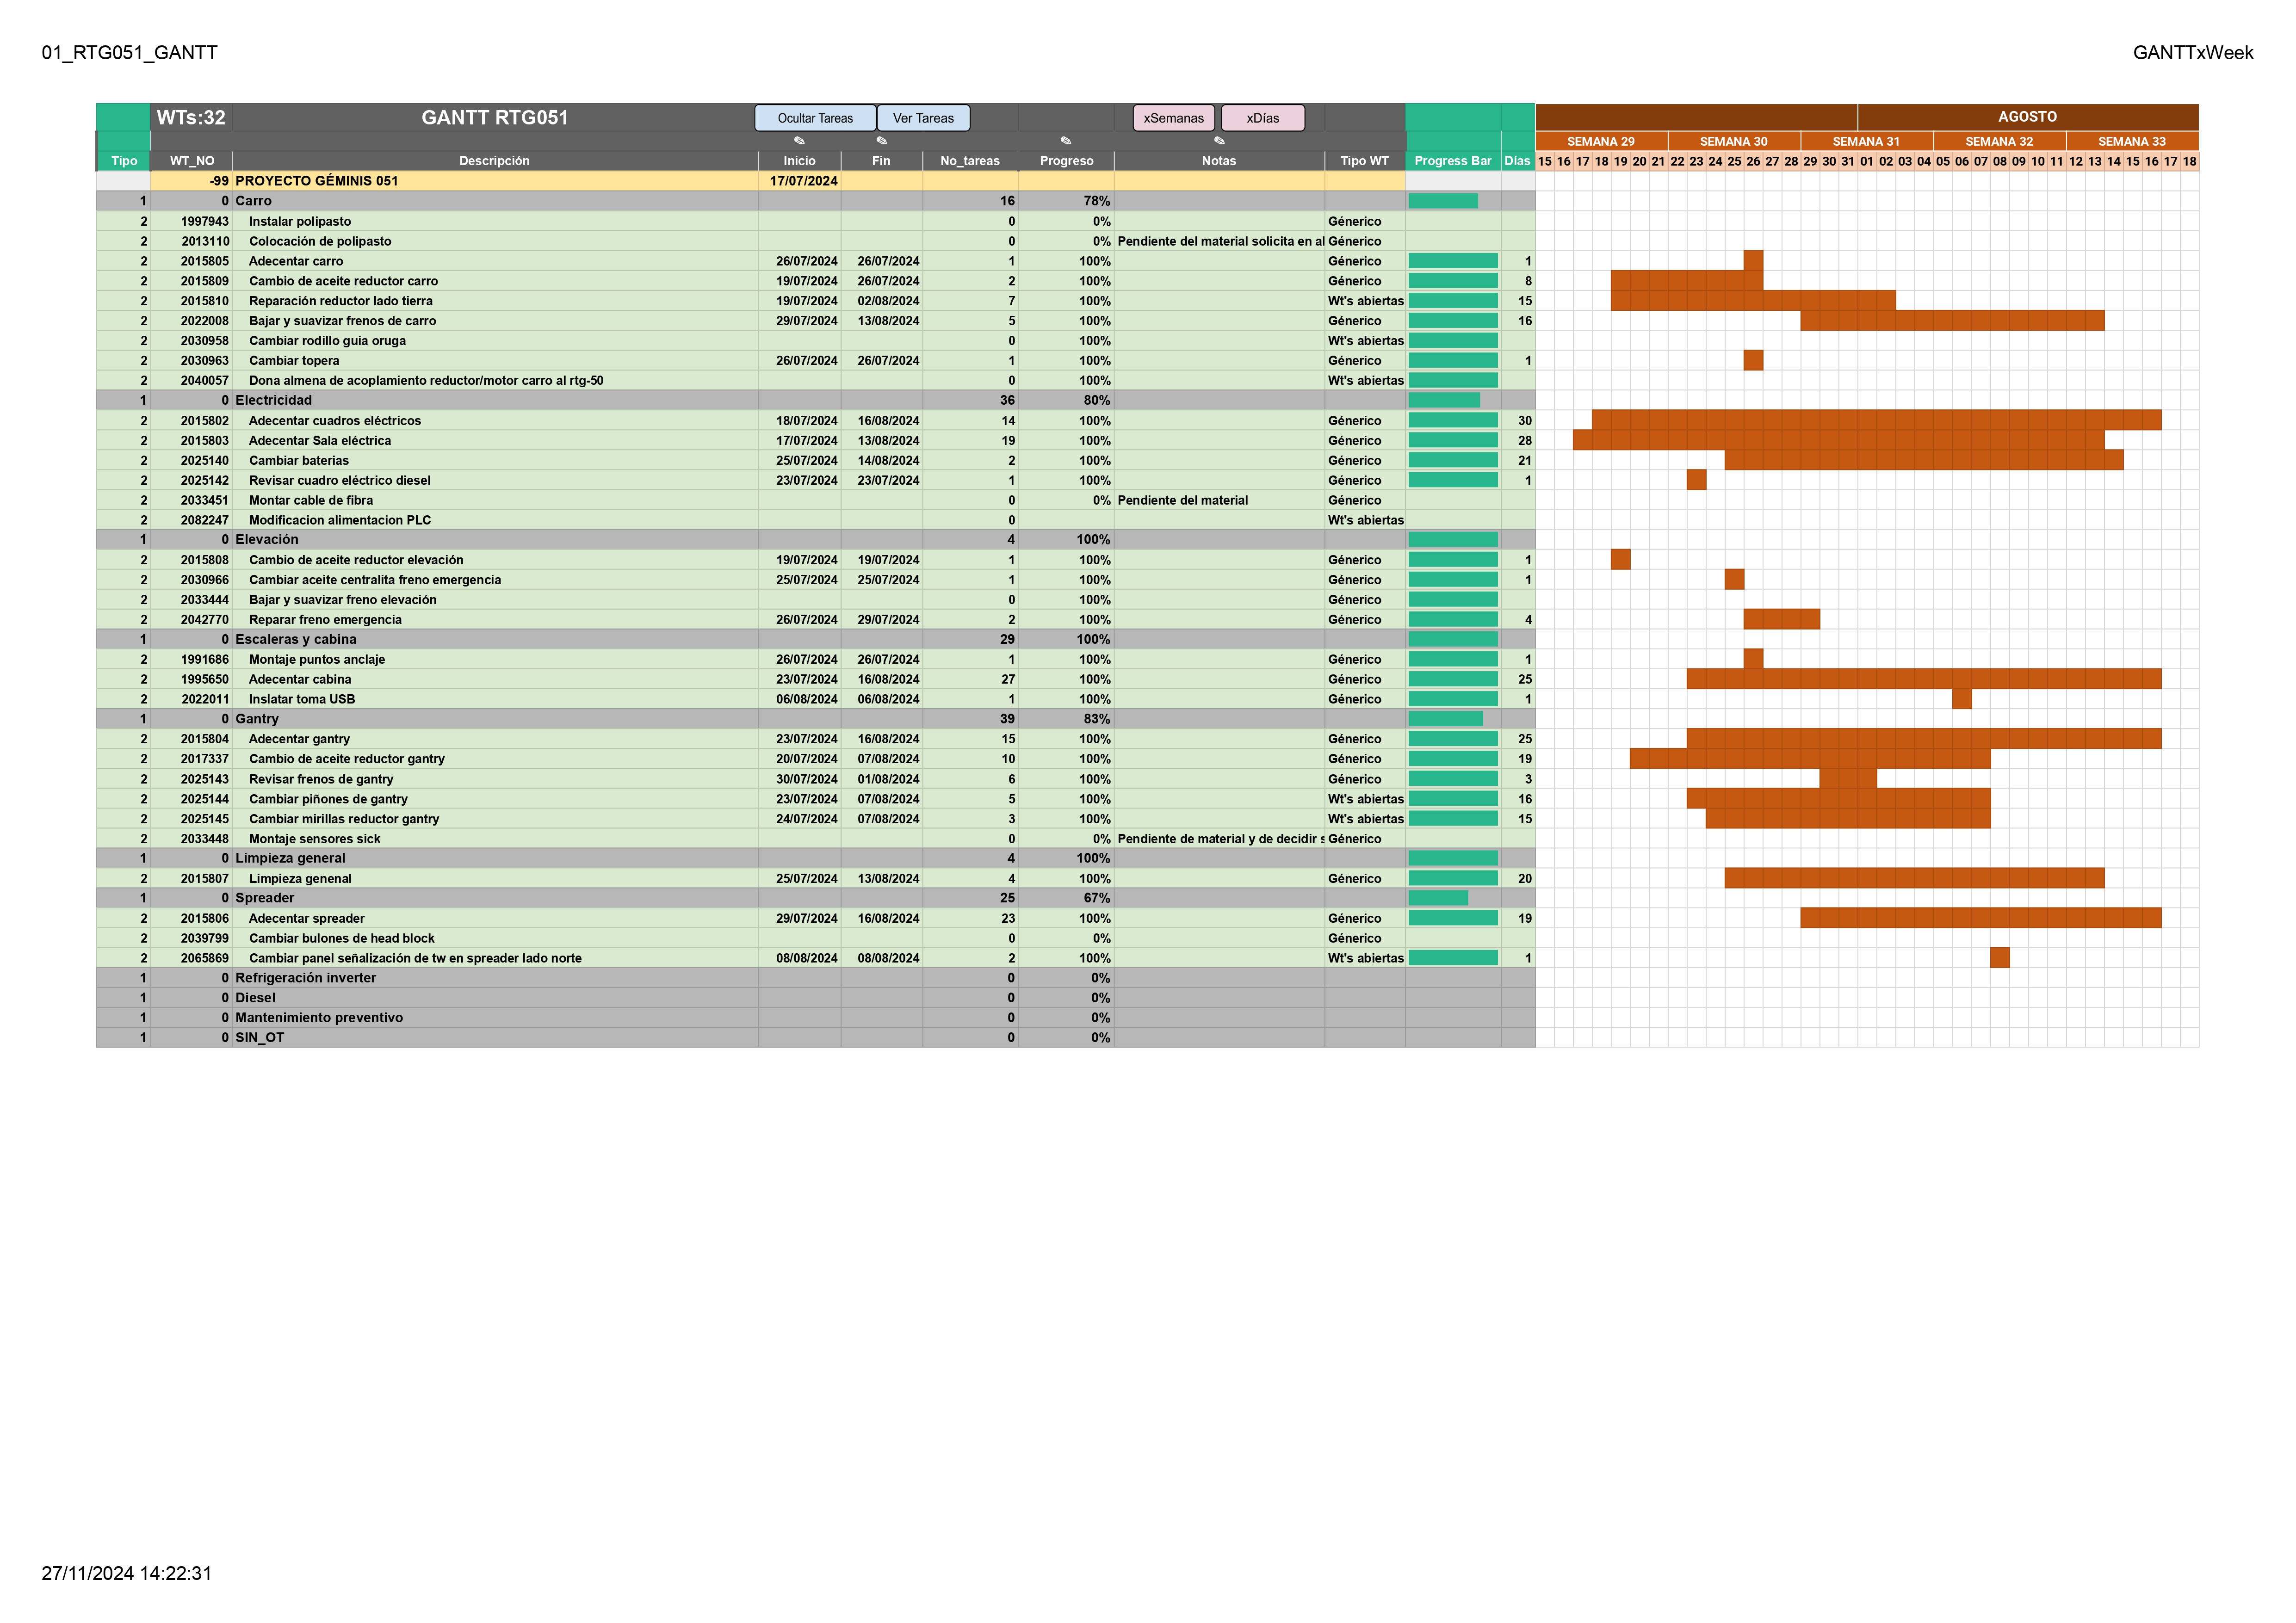 01_RTG051_GANTT GANTTxWeek
WTs:32 GANTT RTG051 Ocultar Tareas Ver Tareas xSemanas xDías AGOSTO
SEMANA 29 SEMANA 30 SEMANA 31 SEMANA 32 SEMANA 33
Tipo WT_NO Descripción Inicio Fin No_tareas Progreso Notas Tipo WT Progress Bar Días 15 16 17 18 19 20 21 22 23 24 25 26 27 28 29 30 31 01 02 03 04 05 06 07 08 09 10 11 12 13 14 15 16 17 18
-99 PROYECTO GÉMINIS 051 17/07/2024
1 0 Carro 16 78%
2 1997943 Instalar polipasto 0 0% Génerico
2 2013110 Colocación de polipasto 0 0% Pendiente del material solicita en al Génerico
2 2015805 Adecentar carro 26/07/2024 26/07/2024 1 100% Génerico 1
2 2015809 Cambio de aceite reductor carro 19/07/2024 26/07/2024 2 100% Génerico 8
2 2015810 Reparación reductor lado tierra 19/07/2024 02/08/2024 7 100% Wt's abiertas 15
2 2022008 Bajar y suavizar frenos de carro 29/07/2024 13/08/2024 5 100% Génerico 16
2 2030958 Cambiar rodillo guia oruga 0 100% Wt's abiertas
2 2030963 Cambiar topera 26/07/2024 26/07/2024 1 100% Génerico 1
2 2040057 Dona almena de acoplamiento reductor/motor carro al rtg-50 0 100% Wt's abiertas
1 0 Electricidad 36 80%
2 2015802 Adecentar cuadros eléctricos 18/07/2024 16/08/2024 14 100% Génerico 30
2 2015803 Adecentar Sala eléctrica 17/07/2024 13/08/2024 19 100% Génerico 28
2 2025140 Cambiar baterias 25/07/2024 14/08/2024 2 100% Génerico 21
2 2025142 Revisar cuadro eléctrico diesel 23/07/2024 23/07/2024 1 100% Génerico 1
2 2033451 Montar cable de fibra 0 0% Pendiente del material Génerico
2 2082247 Modificacion alimentacion PLC 0 Wt's abiertas
1 0 Elevación 4 100%
2 2015808 Cambio de aceite reductor elevación 19/07/2024 19/07/2024 1 100% Génerico 1
2 2030966 Cambiar aceite centralita freno emergencia 25/07/2024 25/07/2024 1 100% Génerico 1
2 2033444 Bajar y suavizar freno elevación 0 100% Génerico
2 2042770 Reparar freno emergencia 26/07/2024 29/07/2024 2 100% Génerico 4
1 0 Escaleras y cabina 29 100%
2 1991686 Montaje puntos anclaje 26/07/2024 26/07/2024 1 100% Génerico 1
2 1995650 Adecentar cabina 23/07/2024 16/08/2024 27 100% Génerico 25
2 2022011 Inslatar toma USB 06/08/2024 06/08/2024 1 100% Génerico 1
1 0 Gantry 39 83%
2 2015804 Adecentar gantry 23/07/2024 16/08/2024 15 100% Génerico 25
2 2017337 Cambio de aceite reductor gantry 20/07/2024 07/08/2024 10 100% Génerico 19
2 2025143 Revisar frenos de gantry 30/07/2024 01/08/2024 6 100% Génerico 3
2 2025144 Cambiar piñones de gantry 23/07/2024 07/08/2024 5 100% Wt's abiertas 16
2 2025145 Cambiar mirillas reductor gantry 24/07/2024 07/08/2024 3 100% Wt's abiertas 15
2 2033448 Montaje sensores sick 0 0% Pendiente de material y de decidir s Génerico
1 0 Limpieza general 4 100%
2 2015807 Limpieza genenal 25/07/2024 13/08/2024 4 100% Génerico 20
1 0 Spreader 25 67%
2 2015806 Adecentar spreader 29/07/2024 16/08/2024 23 100% Génerico 19
2 2039799 Cambiar bulones de head block 0 0% Génerico
2 2065869 Cambiar panel señalización de tw en spreader lado norte 08/08/2024 08/08/2024 2 100% Wt's abiertas 1
1 0 Refrigeración inverter 0 0%
1 0 Diesel 0 0%
1 0 Mantenimiento preventivo 0 0%
1 0 SIN_OT 0 0%
27/11/2024 14:22:31